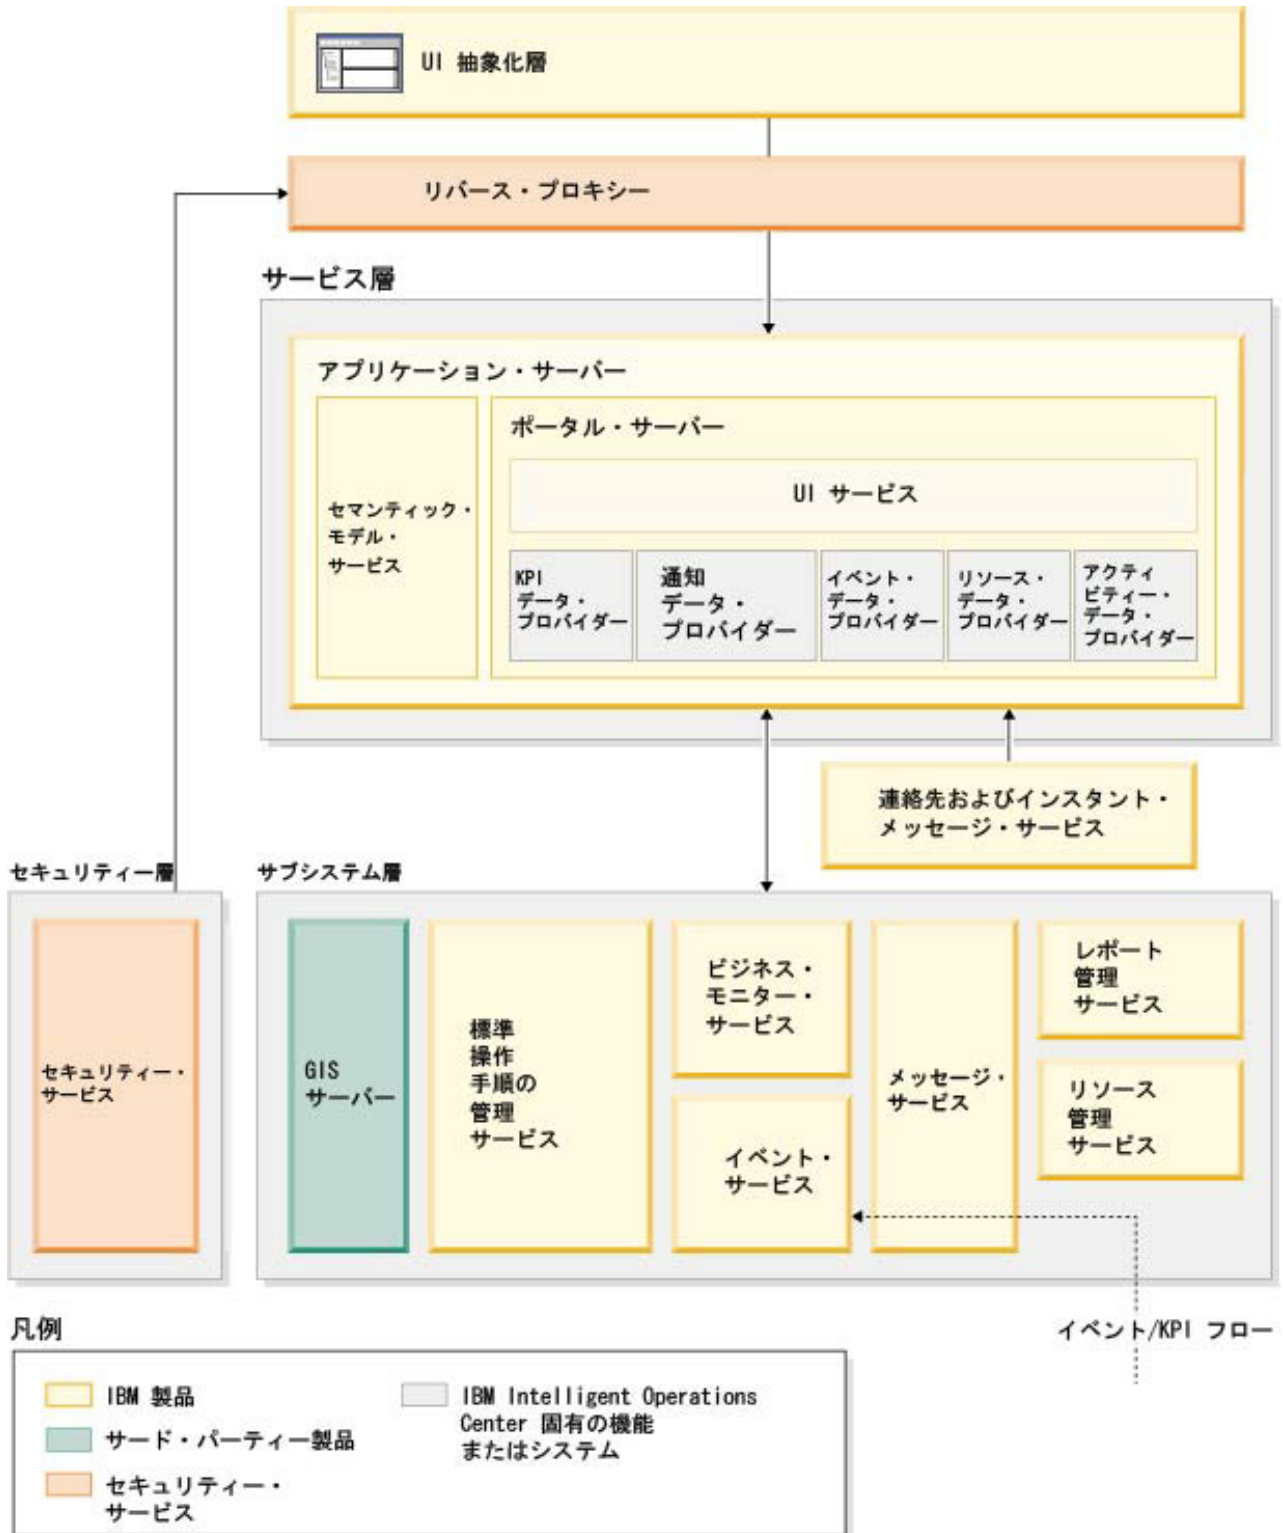 UI 抽象化層
リバース・プロキシー
サービス層
アプリケーション・サーバー
セマンティック・
モデル・
サービス
ポータル・サーバー
UI サービス
KPI
データ・
プロバイダー
通知
データ・
プロバイダー
イベント・
データ・
プロバイダー
リソース・
データ・
プロバイダー
アクティ
ビティー・
データ・
プロバイダー
連絡先およびインスタント・
メッセージ・サービス
セキュリティー層
セキュリティー・
サービス
サブシステム層
GIS
サーバー
標準
操作
手順の
管理
サービス
ビジネス・
モニター・
サービス
イベント・
サービス
メッセージ・
サービス
レポート
管理
サービス
リソース
管理
サービス
イベント/KPI フロー
凡例
IBM 製品
サード・パーティー製品
セキュリティー・
サービス
IBM Intelligent Operations
Center 固有の機能
またはシステム